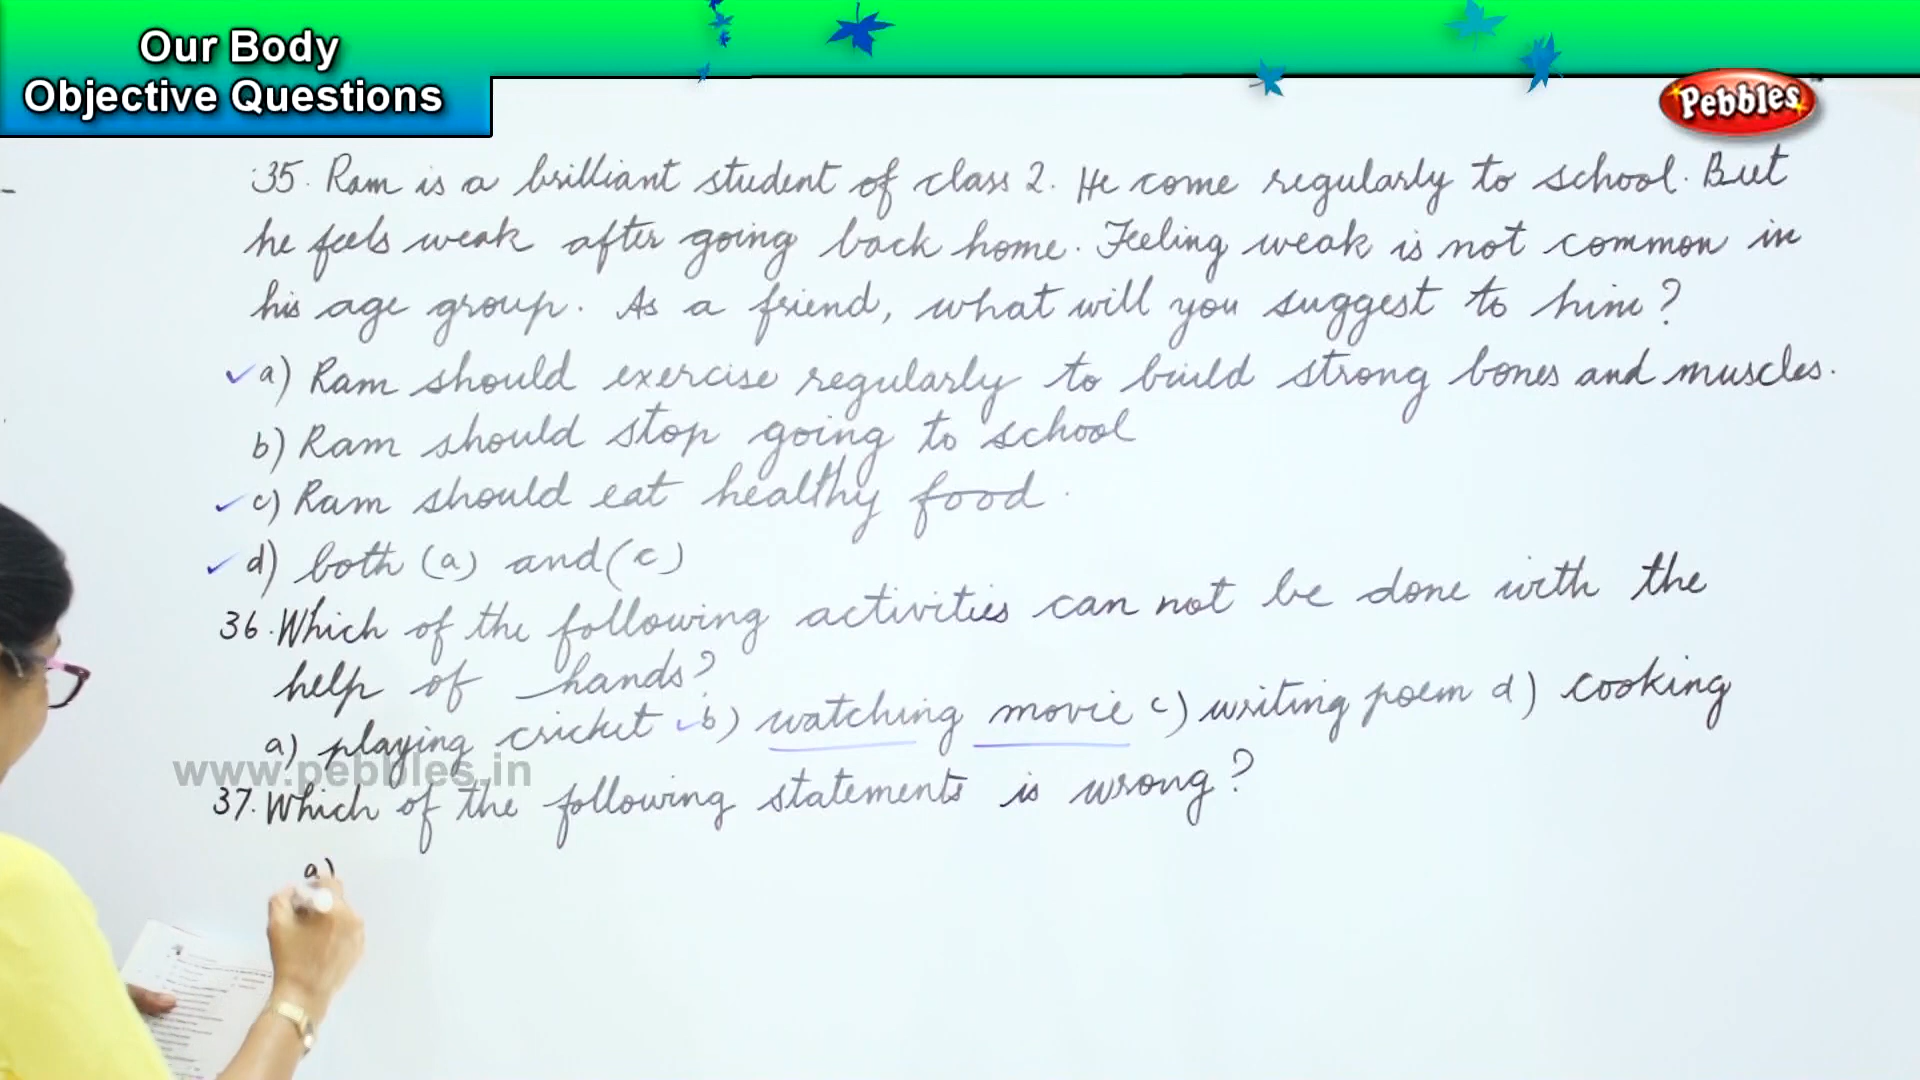 Our Body
Objective Questions
Pebbles
35. Ram is a brilliant student of class 2. He come regularly to school. But
he feels weak after going back home. Feeling weak is not common in
his age group. As a friend, what will you suggest to him?
a) Ram should exercise regularly to build strong bones and muscles.
b) Ram should stop going to school
c) Ram should eat healthy food.
d) both (a) and (c)
36. Which of the following activities can not be done with the
help of hands?
a) playing cricket b) watching movie c) writing poem d) cooking
www.pebbles.in
37. Which of the following statements is wrong?
a)